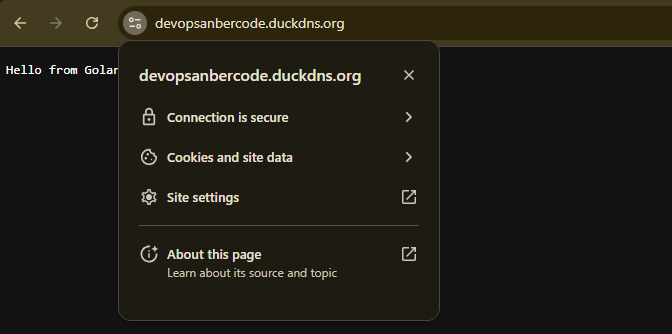 devopsanbercode.duckdns.org
Hello from
devopsanbercode.duckdns.org
Connection is secure
Cookies and site data
Site settings
About this page
Learn about its source and topic